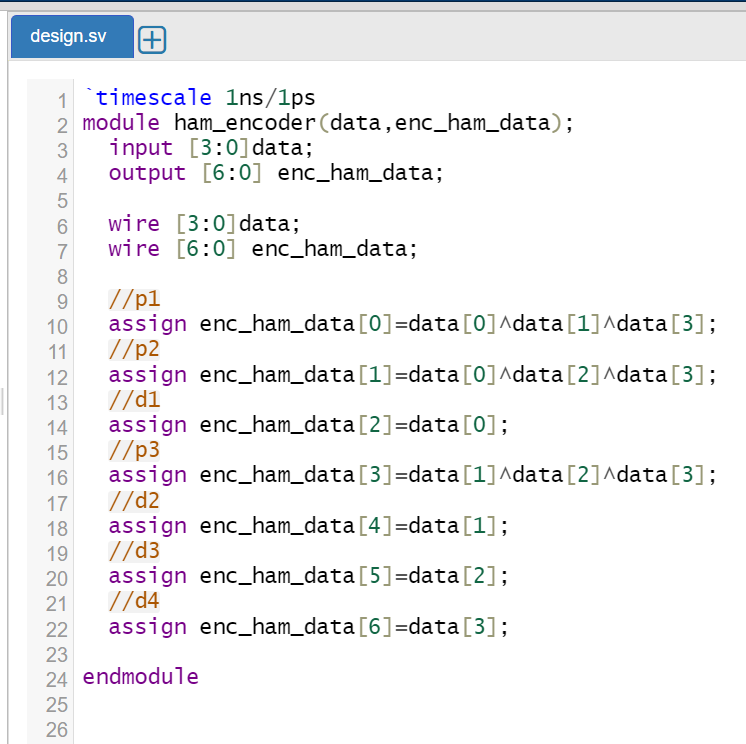 design.sv
1 `timescale 1ns/1ps
2 module ham_encoder(data,enc_ham_data);
3   input [3:0]data;
4   output [6:0] enc_ham_data;
5
6   wire [3:0]data;
7   wire [6:0] enc_ham_data;
8
9   //p1
10   assign enc_ham_data[0]=data[0]^data[1]^data[3];
11   //p2
12   assign enc_ham_data[1]=data[0]^data[2]^data[3];
13   //d1
14   assign enc_ham_data[2]=data[0];
15   //p3
16   assign enc_ham_data[3]=data[1]^data[2]^data[3];
17   //d2
18   assign enc_ham_data[4]=data[1];
19   //d3
20   assign enc_ham_data[5]=data[2];
21   //d4
22   assign enc_ham_data[6]=data[3];
23
24 endmodule
25
26